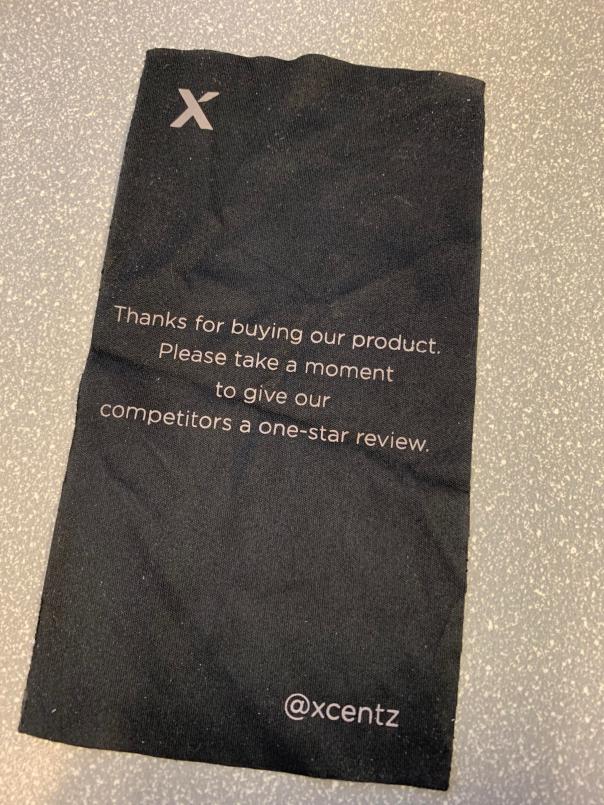 X
Thanks for buying our product.
Please take a moment
to give our
competitors a one-star review.
@xcentz